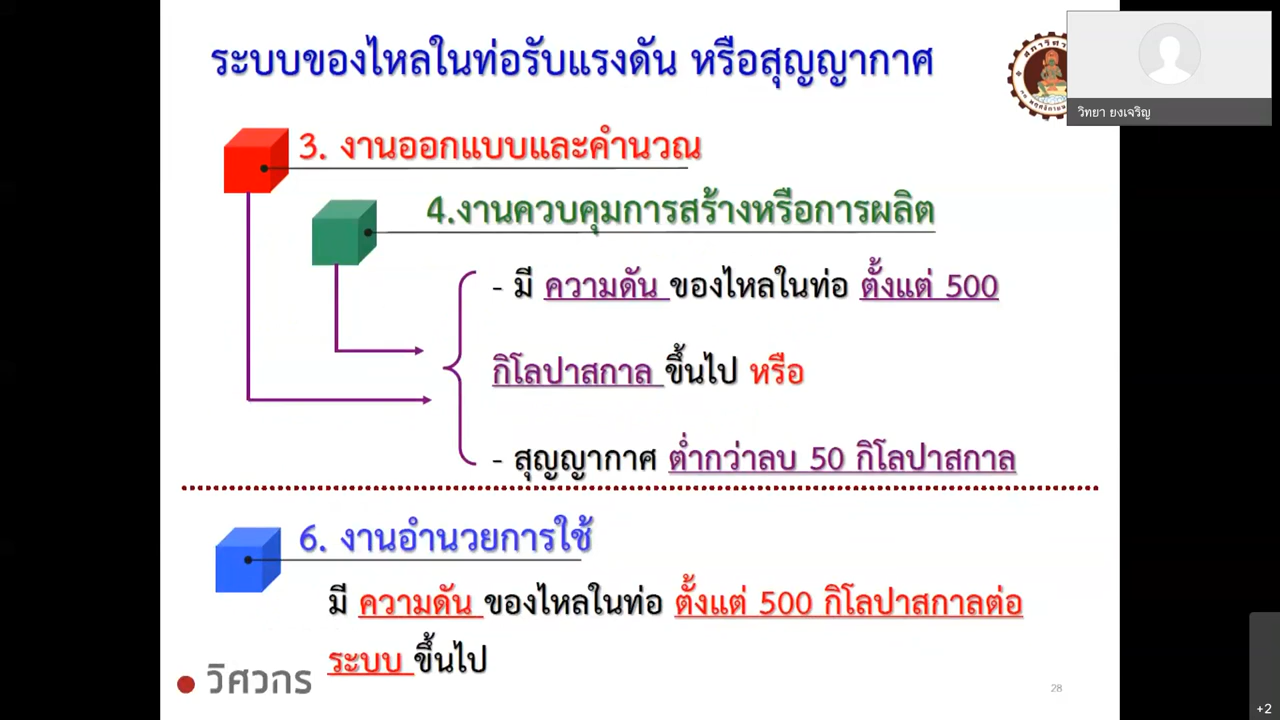 ระบบของไหลในท่อรับแรงดัน หรือสุญญากาศ
วิทยา ยงเจริญ
3. งานออกแบบและคำนวณ
4.งานควบคุมการสร้างหรือการผลิต
- มี ความดัน ของไหลในท่อ ตั้งแต่ 500
กิโลปาสกาล ขึ้นไป หรือ
- สุญญากาศ ต่ำกว่าลบ 50 กิโลปาสกาล
6. งานอำนวยการใช้
มี ความดัน ของไหลในท่อ ตั้งแต่ 500 กิโลปาสกาลต่อ
ระบบ ขึ้นไป
วิศวกร
28
+2